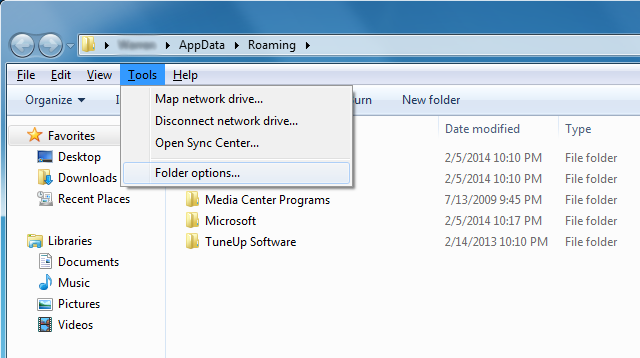 AppData Roaming
File Edit View Tools Help
Organize urn New folder
Map network drive...
Disconnect network drive...
Open Sync Center...
Folder options...
Date modified Type
2/5/2014 10:10 PM File folder
2/5/2014 10:10 PM File folder
Media Center Programs 7/13/2009 9:45 PM File folder
Microsoft 2/5/2014 10:17 PM File folder
TuneUp Software 2/14/2013 10:10 PM File folder
Favorites
Desktop
Downloads
Recent Places
Libraries
Documents
Music
Pictures
Videos